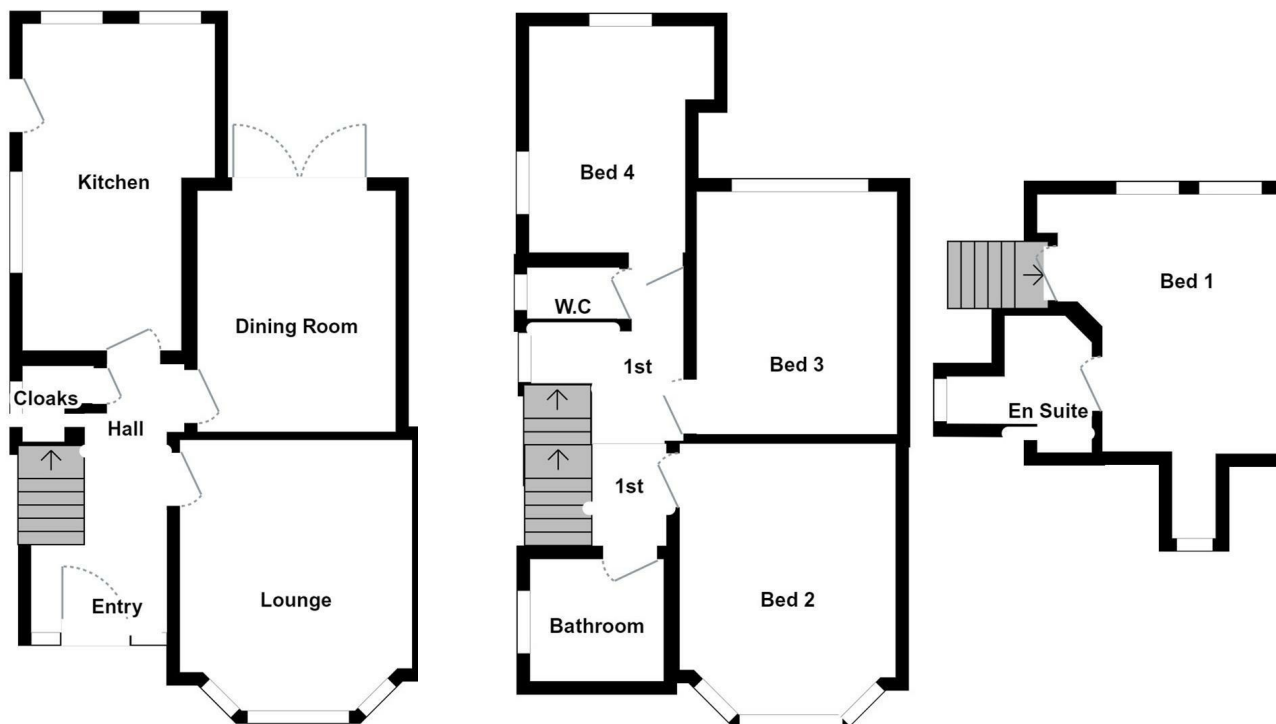 Kitchen
Dining Room
Cloaks
Hall
Entry
Lounge
Bed 4
W.C
1st
Bed 3
1st
Bathroom
Bed 2
Bed 1
En Suite